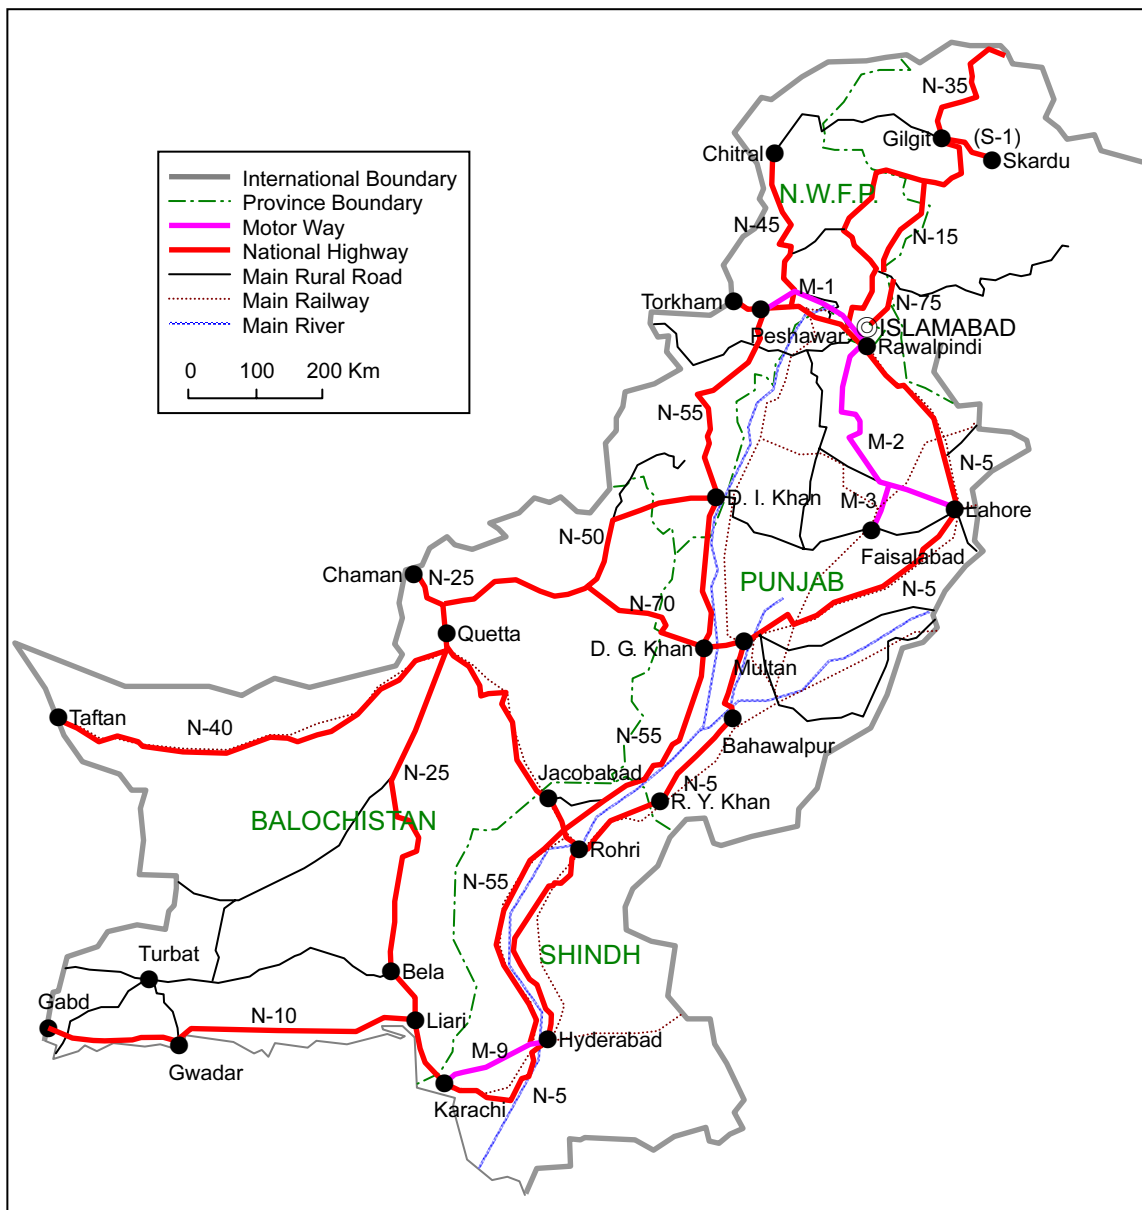 N-35
Gilgit
(S-1)
Chitral
Skardu
International Boundary
Province Boundary
Motor Way
National Highway
Main Rural Road
Main Railway
Main River
0 100 200 Km
N.W.F.P.
N-45
N-15
M-1
Torkham
N-75
Peshawar
ISLAMABAD
Rawalpindi
N-55
M-2
N-5
D. I. Khan
M-3
Lahore
N-50
Faisalabad
Chaman
N-25
PUNJAB
N-5
N-70
Quetta
D. G. Khan
Multan
Taftan
N-40
N-55
Bahawalpur
N-25
Jacobabad
N-5
R. Y. Khan
BALOCHISTAN
Rohri
N-55
Turbat
SHINDH
Bela
Gabd
N-10
Liari
Hyderabad
M-9
Gwadar
N-5
Karachi